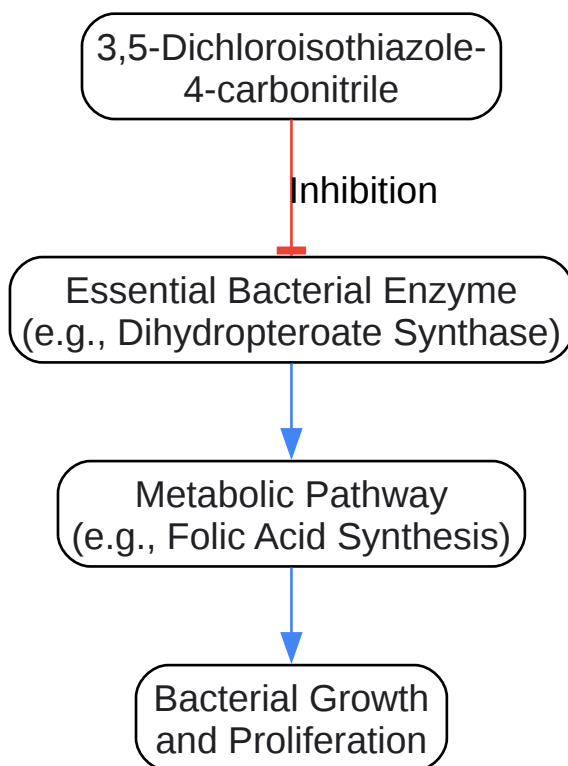 3,5-Dichloroisothiazole-
4-carbonitrile
Inhibition
Essential Bacterial Enzyme
(e.g., Dihydropteroate Synthase)
Metabolic Pathway
(e.g., Folic Acid Synthesis)
Bacterial Growth
and Proliferation